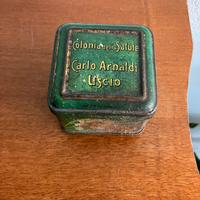 Colonia della Salute
Carlo Arnaldi
·Uscio·